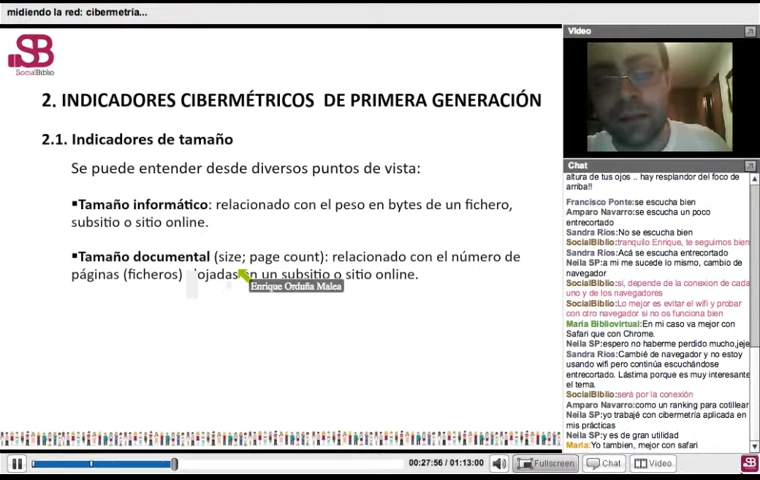 midiendo la red: cibermetría...
SB
SocialBiblio
2. INDICADORES CIBERMÉTRICOS DE PRIMERA GENERACIÓN
2.1. Indicadores de tamaño
Se puede entender desde diversos puntos de vista:
▪Tamaño informático: relacionado con el peso en bytes de un fichero,
subsitio o sitio online.
▪Tamaño documental (size; page count): relacionado con el número de
páginas (ficheros) alojadas en un subsitio o sitio online.
Enrique Orduña Malea
Video
Chat
altura de tus ojos .. hay resplandor del foco de
arriba!!
Francisco Ponte:se escucha bien
Amparo Navarro:se escucha un poco
entrecortado
Sandra Rios:No se escucha bien
SocialBiblio:tranquilo Enrique, te seguimos bien
Sandra Rios:Acá se escucha entrecortado
Neila SP:a mi me sucede lo mismo, cambio de
navegador
SocialBiblio:si, depende de la conexion de cada
uno y de los navegadores
SocialBiblio:Lo mejor es evitar el wifi y probar
con otro navegador si no os funciona bien
María Bibliovirtual:En mi caso va mejor con
Safari que con Chrome.
Neila SP:espero no haberme perdido mucho,jeje
Sandra Rios:Cambié de navegador y no estoy
usando wifi pero continúa escuchándose
entrecortado. Lástima porque es muy interesante
el tema.
SocialBiblio:será por la conexión
Amparo Navarro:como un ranking para cotillear
Neila SP:yo trabajé con cibermetría aplicada en
mis prácticas
Neila SP:y es de gran utilidad
Maria:Yo tambien, mejor con safari
00:27:56 / 01:13:00
Fullscreen
Chat
Video
SB